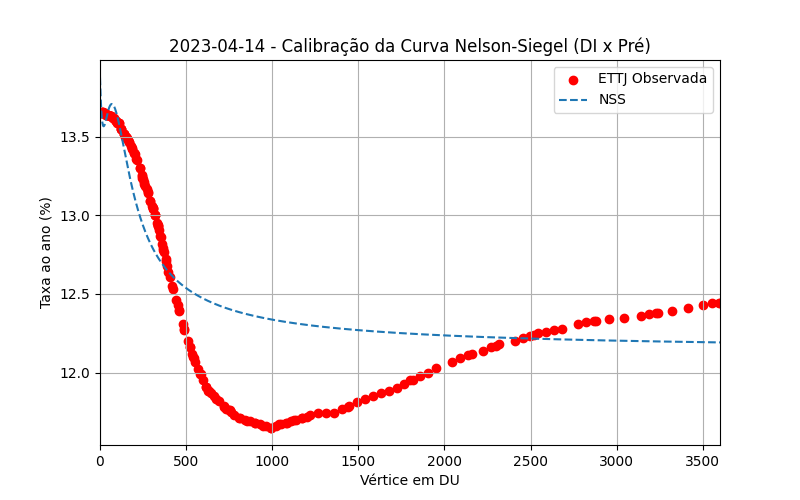 2023-04-14 - Calibração da Curva Nelson-Siegel (DI x Pré)
ETTJ Observada
NSS
Taxa ao ano (%)
13.5
13.0
12.5
12.0
0 500 1000 1500 2000 2500 3000 3500
Vértice em DU